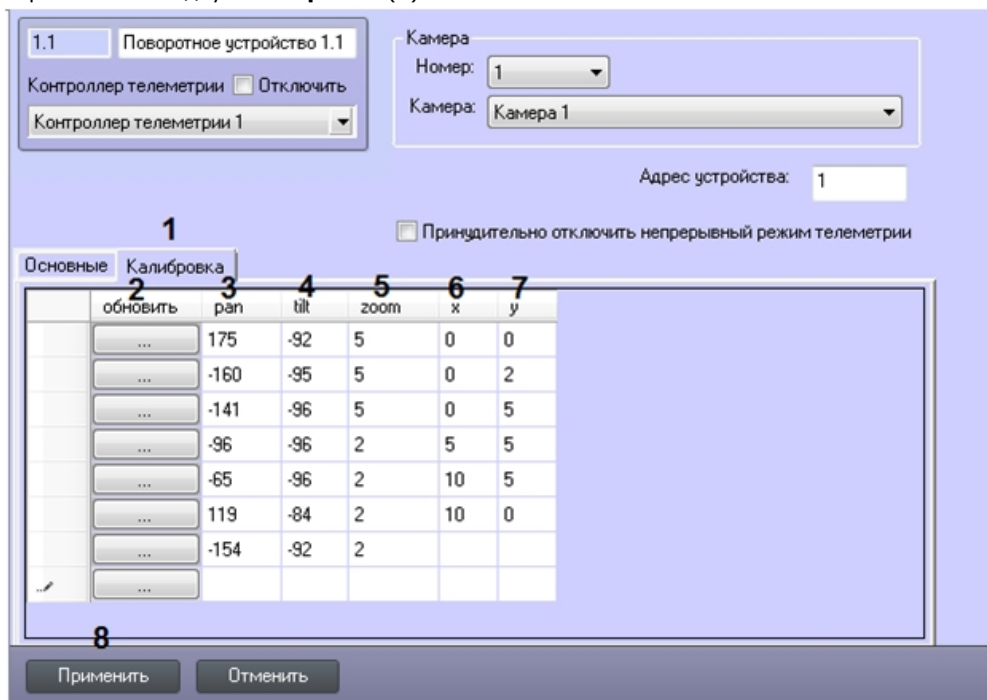 1.1 Поворотное устройство 1.1
Контроллер телеметрии Отключить
Контроллер телеметрии 1
Камера
Номер: 1
Камера: Камера 1
Адрес устройства: 1
Принудительно отключить непрерывный режим телеметрии
1
Основные Калибровка
2 3 4 5 6 7
обновить pan tilt zoom x y
... 175 -92 5 0 0
... -160 -95 5 0 2
... -141 -96 5 0 5
... -96 -96 2 5 5
... -65 -96 2 10 5
... 119 -84 2 10 0
... -154 -92 2
...
8
Применить Отменить